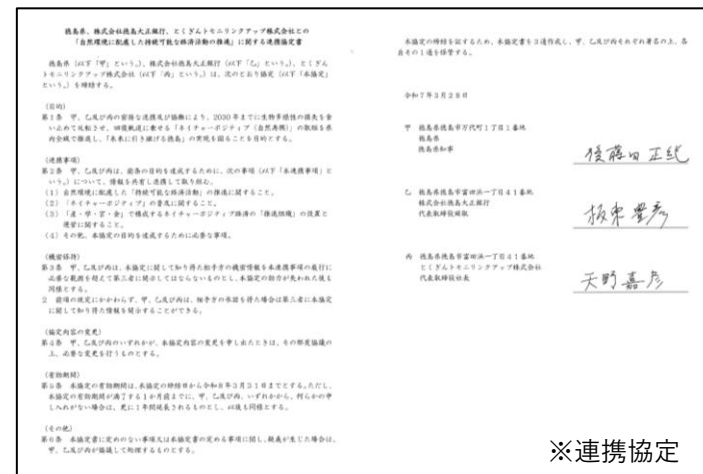 徳島県、株式会社徳島大正銀行、とくぎんトモニリンクアップ株式会社との
「自然環境に配慮した持続可能な経済活動の推進」に関する連携協定書
徳島県（以下「甲」という。）、株式会社徳島大正銀行（以下「乙」という。）、とくぎん
トモニリンクアップ株式会社（以下「丙」という。）は、次のとおり協定（以下「本協定」
という。）を締結する。
（目的）
第１条　甲、乙及び丙の密接な連携及び協働により、2030年までに生物多様性の損失を食
い止めて反転させ、回復軌道に乗せる「ネイチャーポジティブ（自然再興）」の取組を県
内全域で推進し、「未来に引き継げる徳島」の実現を図ることを目的とする。
（連携事項）
第２条　甲、乙及び丙は、前条の目的を達成するために、次の事項（以下「本連携事項」と
いう。）について、情報を共有し連携して取り組む。
（１）自然環境に配慮した「持続可能な経済活動」の推進に関すること。
（２）「ネイチャーポジティブ」の普及に関すること。
（３）「産・学・官・金」で構成するネイチャーポジティブ経済の「推進組織」の設置と
運営に関すること。
（４）その他、本協定の目的を達成するために必要な事項。
（機密保持）
第３条　甲、乙及び丙は、本協定に関して知り得た相手方の機密情報を本連携事項の遂行に
必要な範囲を超えて第三者に開示してはならないものとし、本協定の効力が失われた後も
同様とする。
２　前項の規定にかかわらず、甲、乙及び丙は、相手方の承諾を得た場合は第三者に本協定
に関して知り得た情報を開示することができる。
（協定内容の変更）
第４条　甲、乙及び丙のいずれかが、本協定内容の変更を申し出たときは、その都度協議の
上、必要な変更を行うものとする。
（有効期間）
第５条　本協定の有効期間は、本協定の締結日から令和８年３月３１日までとする。ただし、
本協定の有効期間が満了する１か月前までに、甲、乙及び丙、いずれかから、何らかの申
し入れがない場合は、更に１年間延長されるものとし、以後も同様とする。
（その他）
第６条　本協定書に定めのない事項又は本協定書の定める事項に関し、疑義が生じた場合は、
甲、乙及び丙が協議して処理するものとする。
本協定の締結を証するため、本協定書を３通作成し、甲、乙及び丙それぞれ署名の上、各
自その１通を保管する。
令和７年３月２８日
甲　徳島県徳島市万代町１丁目１番地
徳島県
徳島県知事
後藤田 正純
乙　徳島県徳島市富田浜一丁目４１番地
株式会社徳島大正銀行
代表取締役頭取
板東 豊彦
丙　徳島県徳島市富田浜一丁目４１番地
とくぎんトモニリンクアップ株式会社
代表取締役社長
天野 嘉彦
※連携協定